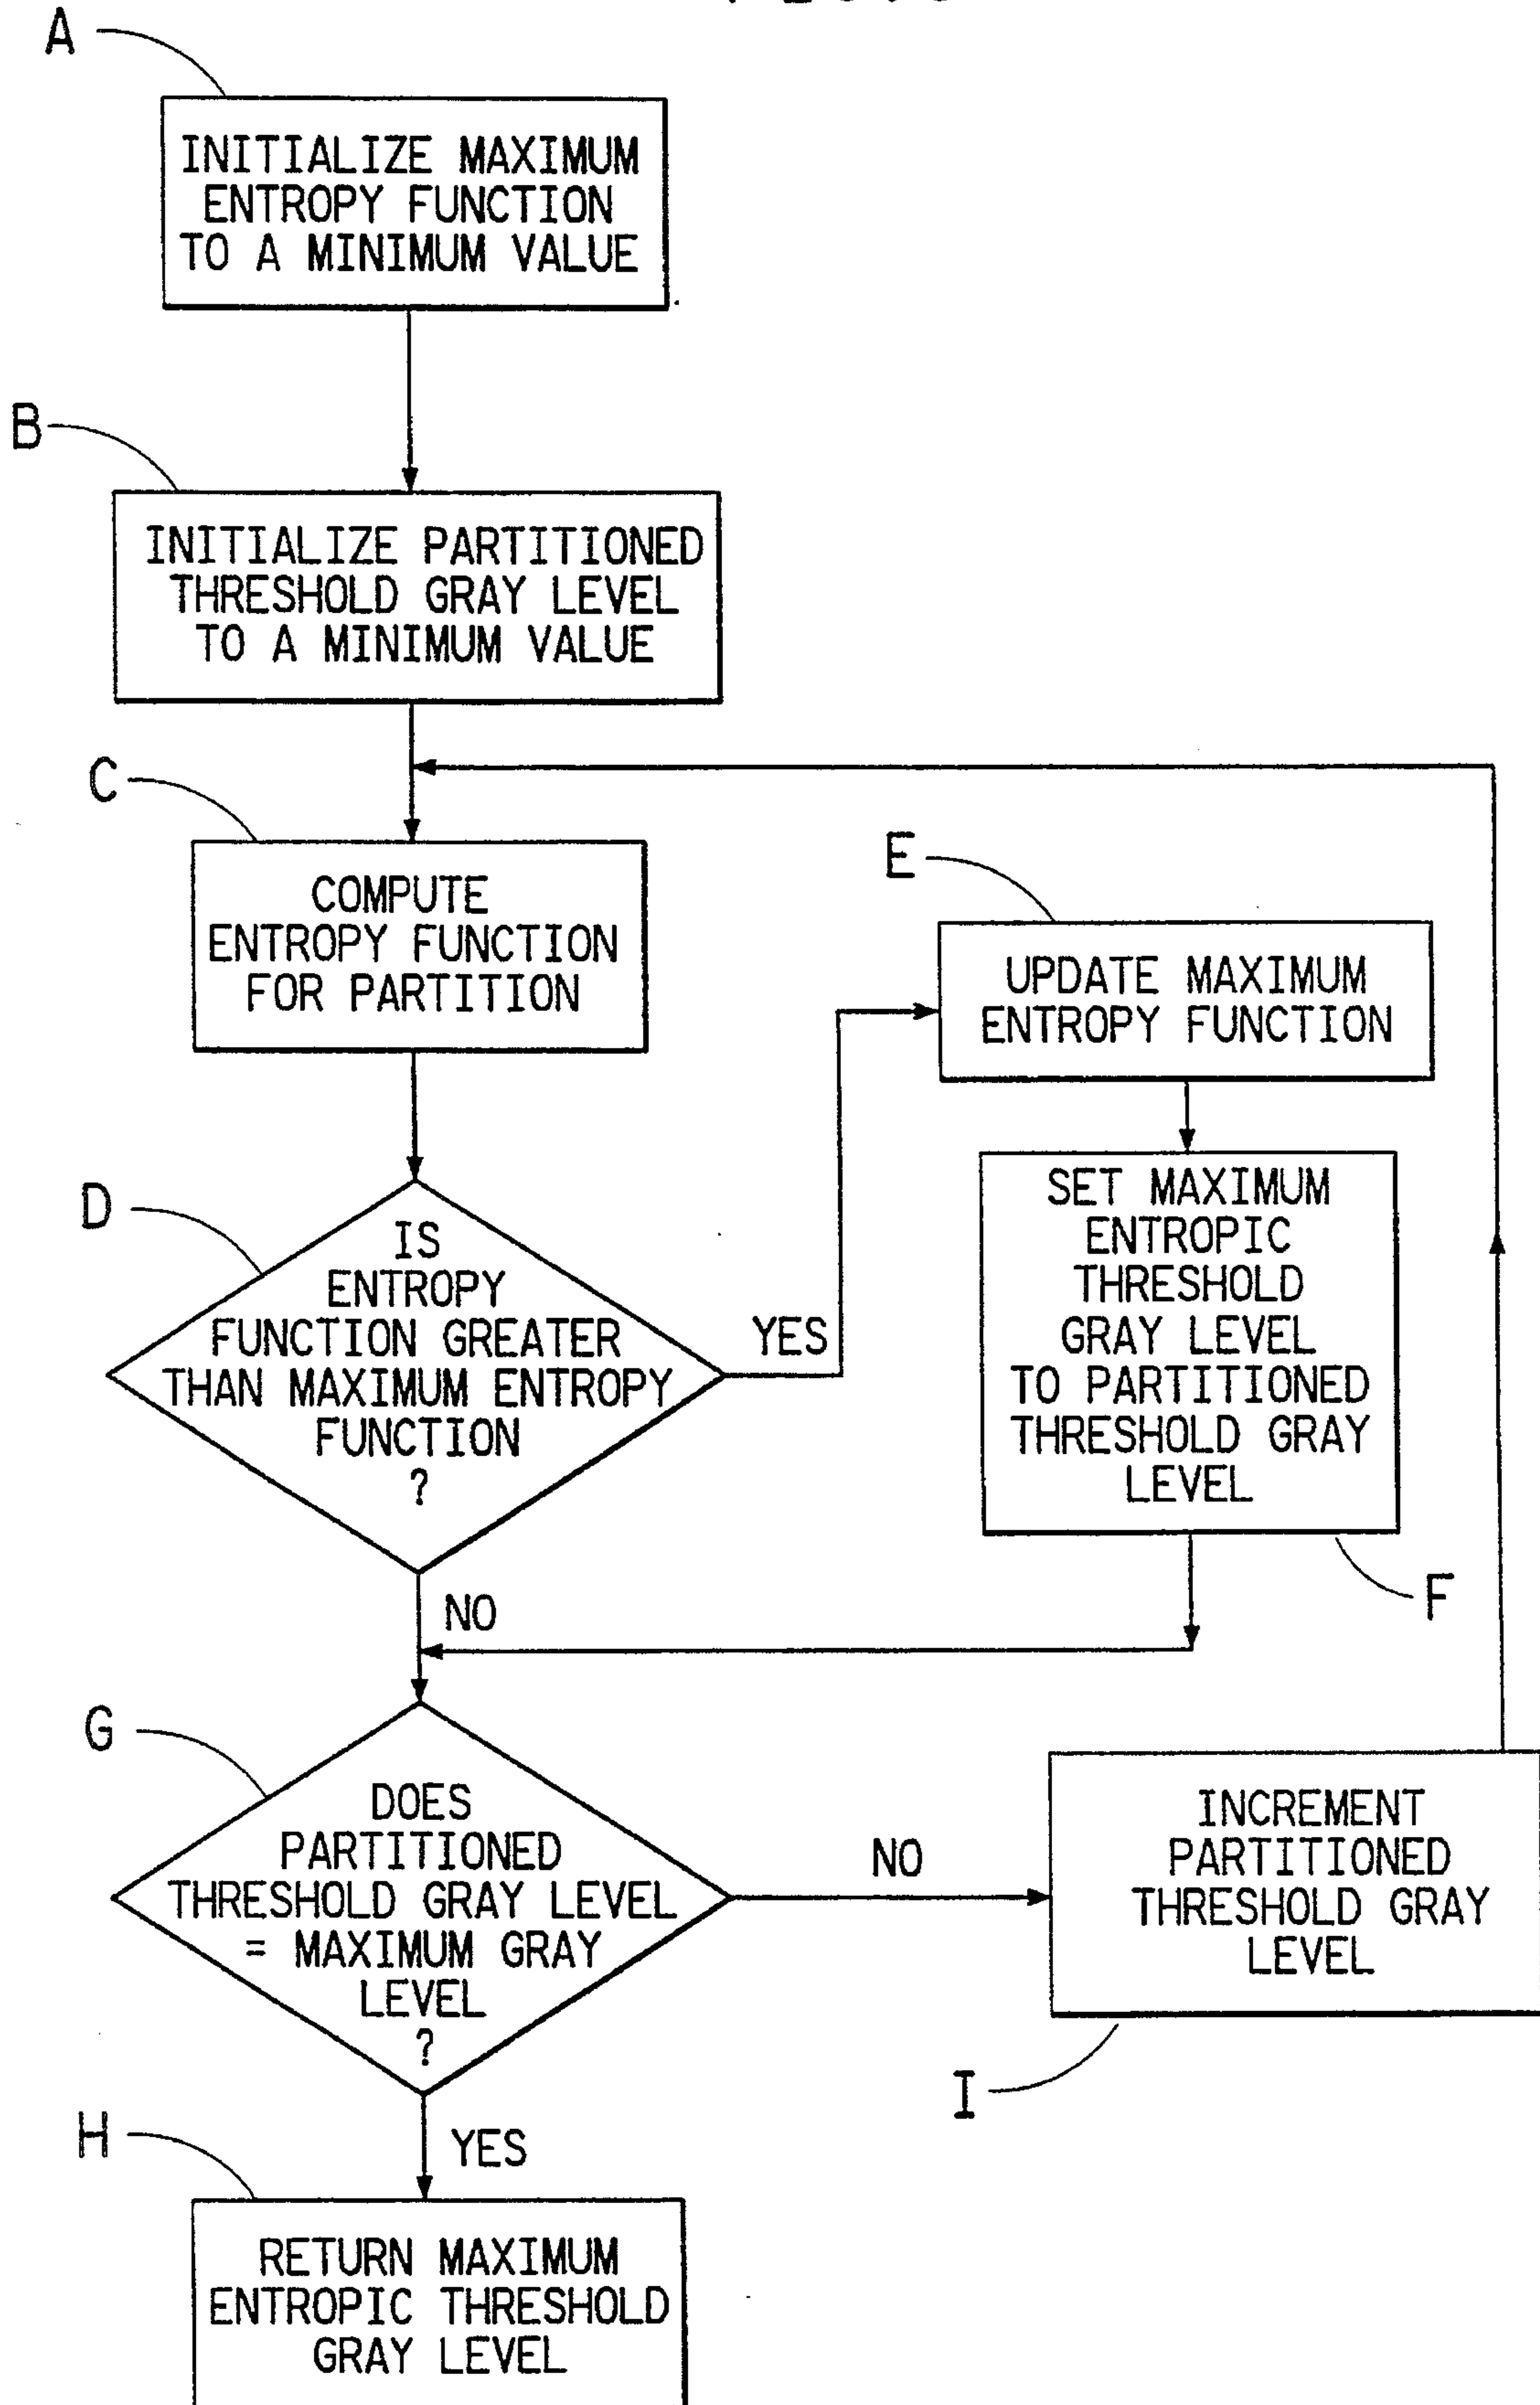 A
INITIALIZE MAXIMUM
ENTROPY FUNCTION
TO A MINIMUM VALUE
B
INITIALIZE PARTITIONED
THRESHOLD GRAY LEVEL
TO A MINIMUM VALUE
C
COMPUTE
ENTROPY FUNCTION
FOR PARTITION
D
IS
ENTROPY
FUNCTION GREATER
THAN MAXIMUM ENTROPY
FUNCTION
?
YES
E
UPDATE MAXIMUM
ENTROPY FUNCTION
SET MAXIMUM
ENTROPIC
THRESHOLD
GRAY LEVEL
TO PARTITIONED
THRESHOLD GRAY
LEVEL
F
NO
G
DOES
PARTITIONED
THRESHOLD GRAY LEVEL
= MAXIMUM GRAY
LEVEL
?
NO
INCREMENT
PARTITIONED
THRESHOLD GRAY
LEVEL
I
YES
H
RETURN MAXIMUM
ENTROPIC THRESHOLD
GRAY LEVEL